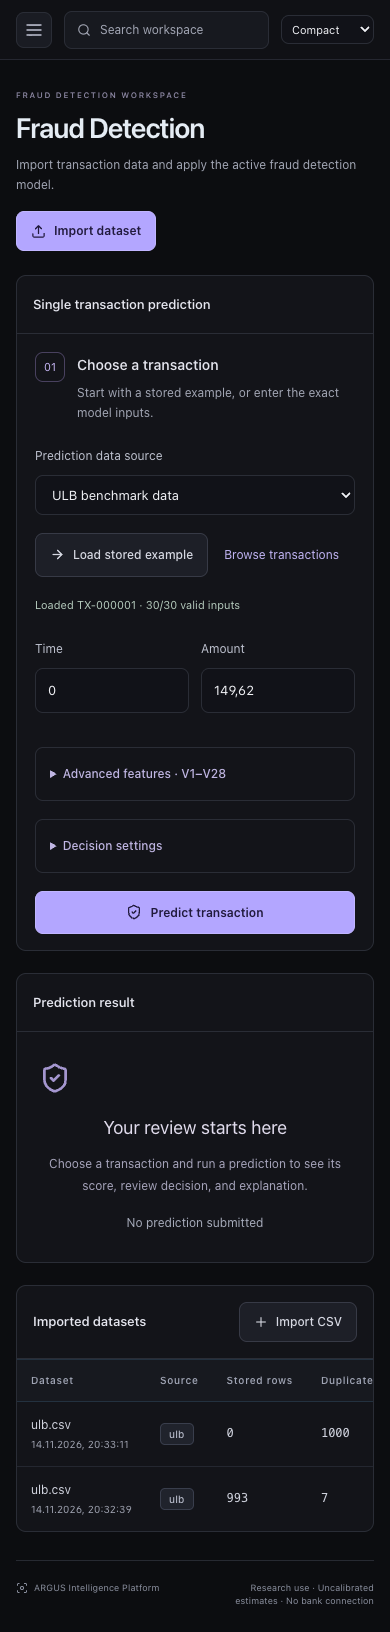 Search workspace
Compact
FRAUD DETECTION WORKSPACE
Fraud Detection
Import transaction data and apply the active fraud detection
model.
Import dataset
Single transaction prediction
01
Choose a transaction
Start with a stored example, or enter the exact
model inputs.
Prediction data source
ULB benchmark data
Load stored example
Browse transactions
Loaded TX-000001 · 30/30 valid inputs
Time
Amount
0
149,62
Advanced features · V1–V28
Decision settings
Predict transaction
Prediction result
Your review starts here
Choose a transaction and run a prediction to see its
score, review decision, and explanation.
No prediction submitted
Imported datasets
Import CSV
Dataset Source Stored rows Duplicate
ulb.csv
14.11.2026, 20:33:11
ulb
0
1000
ulb.csv
14.11.2026, 20:32:39
ulb
993
7
ARGUS Intelligence Platform
Research use · Uncalibrated
estimates · No bank connection